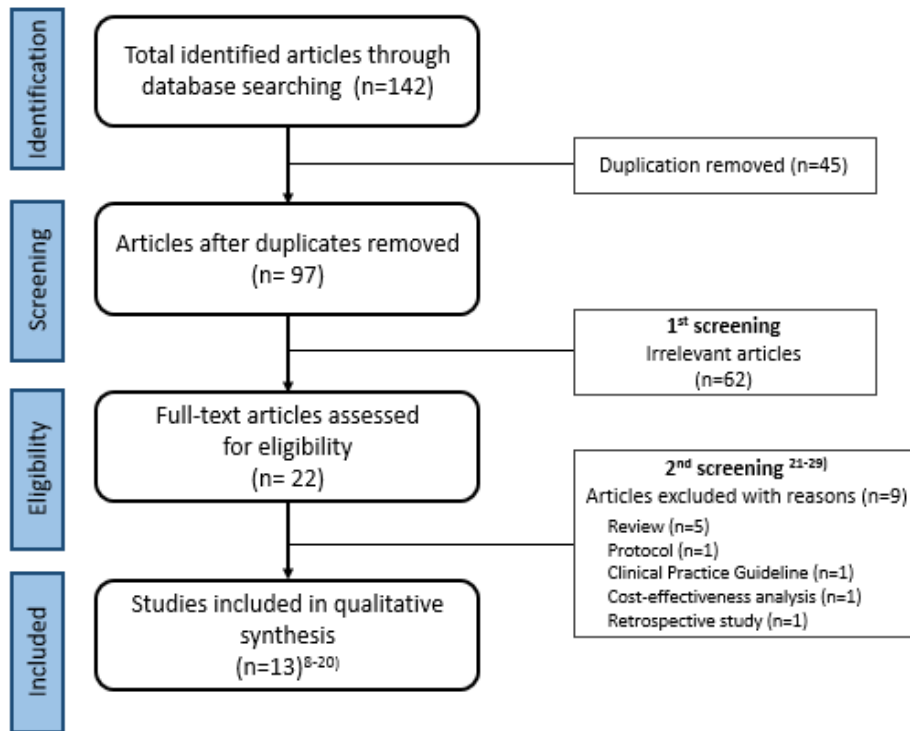 Identification
Total identified articles through
database searching (n=142)
Duplication removed (n=45)
Screening
Articles after duplicates removed
(n= 97)
1st screening
Irrelevant articles
(n=62)
Eligibility
Full-text articles assessed
for eligibility
(n= 22)
2nd screening 21-29)
Articles excluded with reasons (n=9)
Review (n=5)
Protocol (n=1)
Clinical Practice Guideline (n=1)
Cost-effectiveness analysis (n=1)
Retrospective study (n=1)
Included
Studies included in qualitative
synthesis
(n=13)8-20)